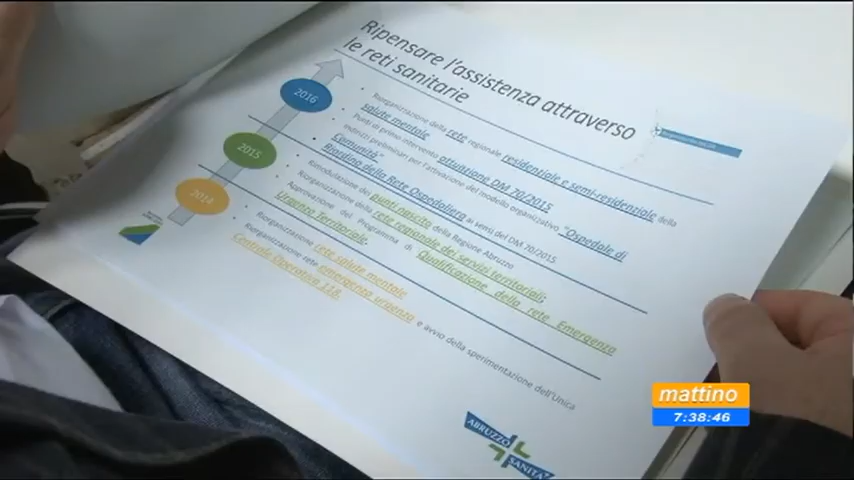 Ripensare l'assistenza attraverso
le reti sanitarie
2016
Riorganizzazione della rete regionale residenziale e semi-residenziale della
salute mentale
Punti di primo intervento attuazione DM 70/2015
Indirizzi preliminari per l'attivazione del modello organizzativo "Ospedale di
Comunità"
Riordino della Rete Ospedaliera ai sensi del DM 70/2015
2015
Rimodulazione dei punti nascita della Regione Abruzzo
Riorganizzazione della rete regionale dei servizi territoriali;
Approvazione del Programma di Qualificazione della rete Emergenza
Urgenza Territoriale.
2014
Riorganizzazione rete salute mentale
Riorganizzazione rete emergenza urgenza e avvio della sperimentazione dell'Unica
Centrale Operativa 118.
ABRUZZO
SANITA'
mattino
7:38:46